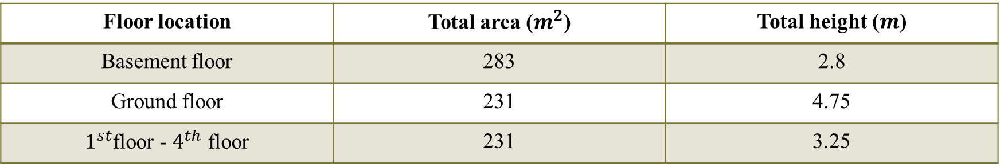 Floor location Total area (m²) Total height (m)
Basement floor 283 2.8
Ground floor 231 4.75
1ˢᵗfloor - 4ᵗʰ floor 231 3.25